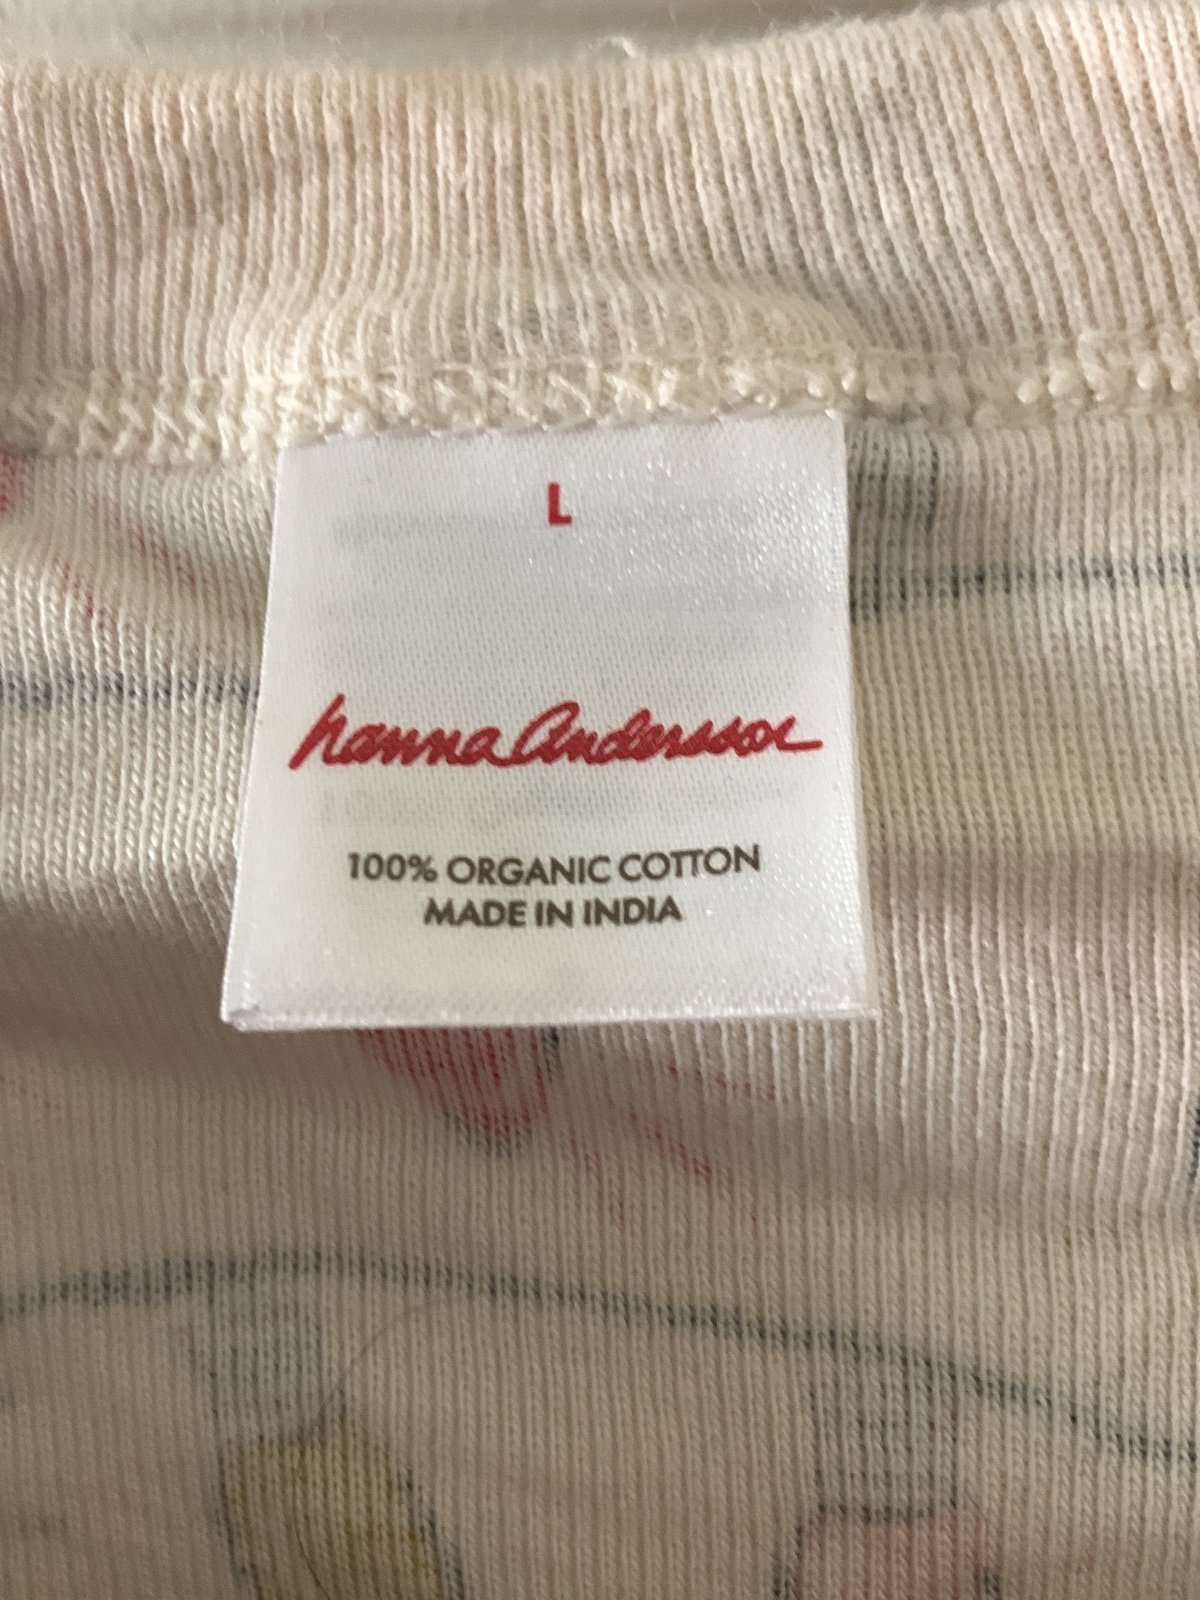 L
hanna Andersson
100% ORGANIC COTTON
MADE IN INDIA